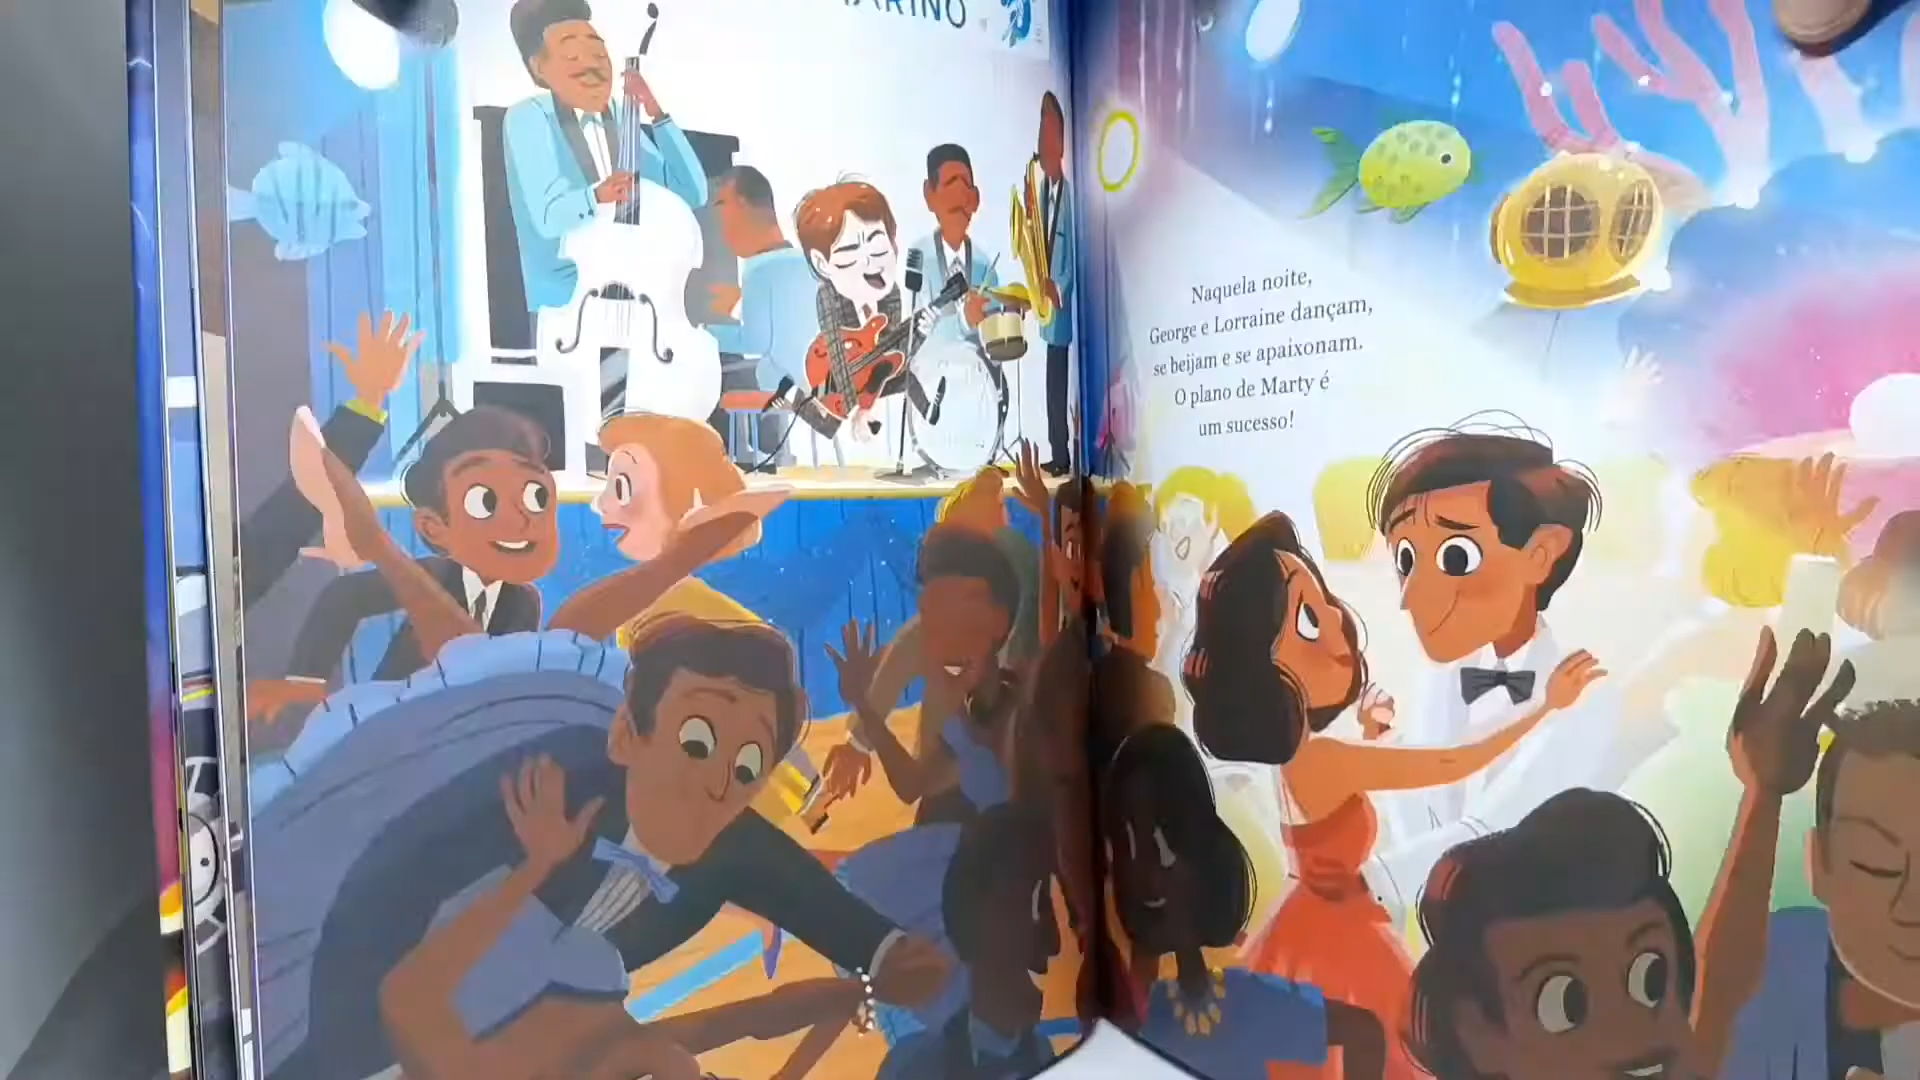 Naquela noite,
George e Lorraine dançam,
se beijam e se apaixonam.
O plano de Marty é
um sucesso!